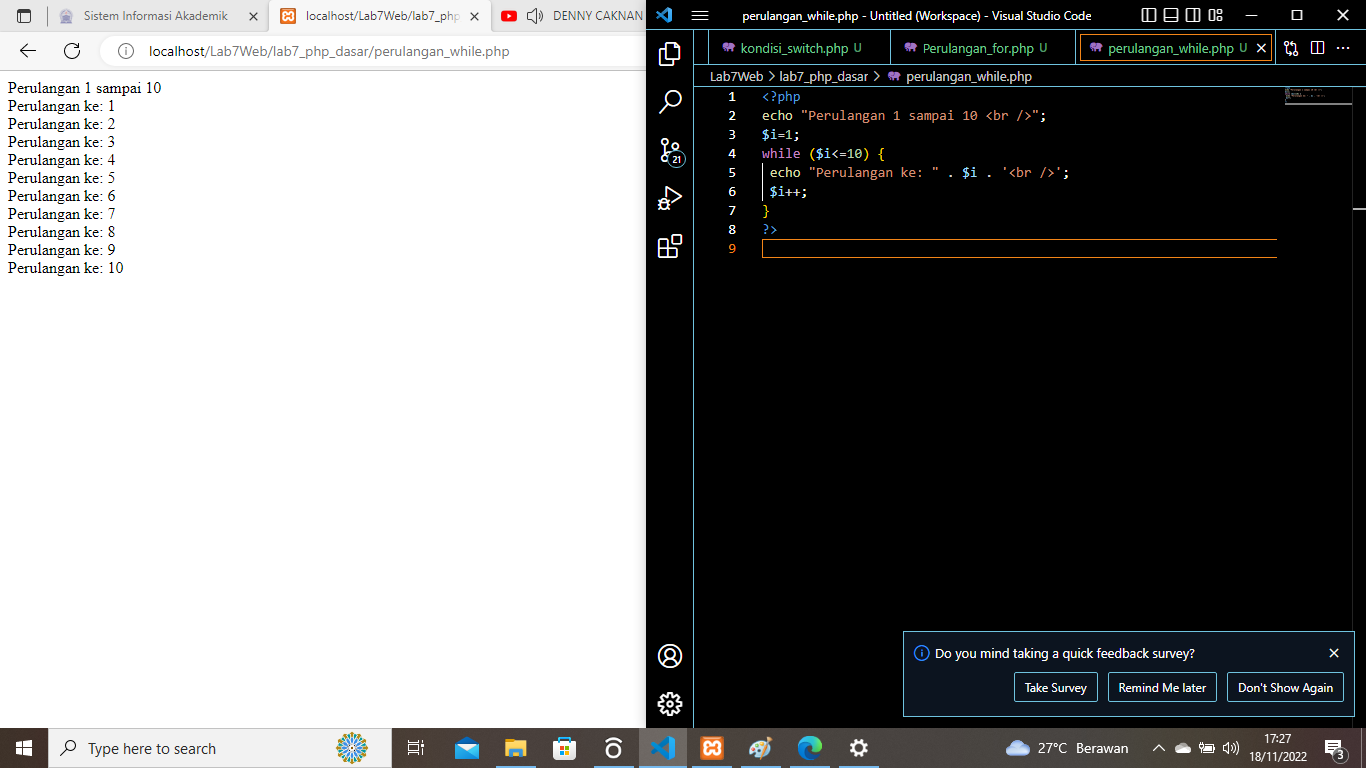 Sistem Informasi Akademik
localhost/Lab7Web/lab7_php
DENNY CAKNAN
localhost/Lab7Web/lab7_php_dasar/perulangan_while.php
Perulangan 1 sampai 10
Perulangan ke: 1
Perulangan ke: 2
Perulangan ke: 3
Perulangan ke: 4
Perulangan ke: 5
Perulangan ke: 6
Perulangan ke: 7
Perulangan ke: 8
Perulangan ke: 9
Perulangan ke: 10
perulangan_while.php - Untitled (Workspace) - Visual Studio Code
kondisi_switch.php U
Perulangan_for.php U
perulangan_while.php U
Lab7Web > lab7_php_dasar > perulangan_while.php
1 <?php
2 echo "Perulangan 1 sampai 10 <br />";
3 $i=1;
4 while ($i<=10) {
5 echo "Perulangan ke: " . $i . '<br />';
6 $i++;
7 }
8 ?>
9
21
Do you mind taking a quick feedback survey?
Take Survey
Remind Me later
Don't Show Again
Type here to search
27°C Berawan
17:27
18/11/2022
3